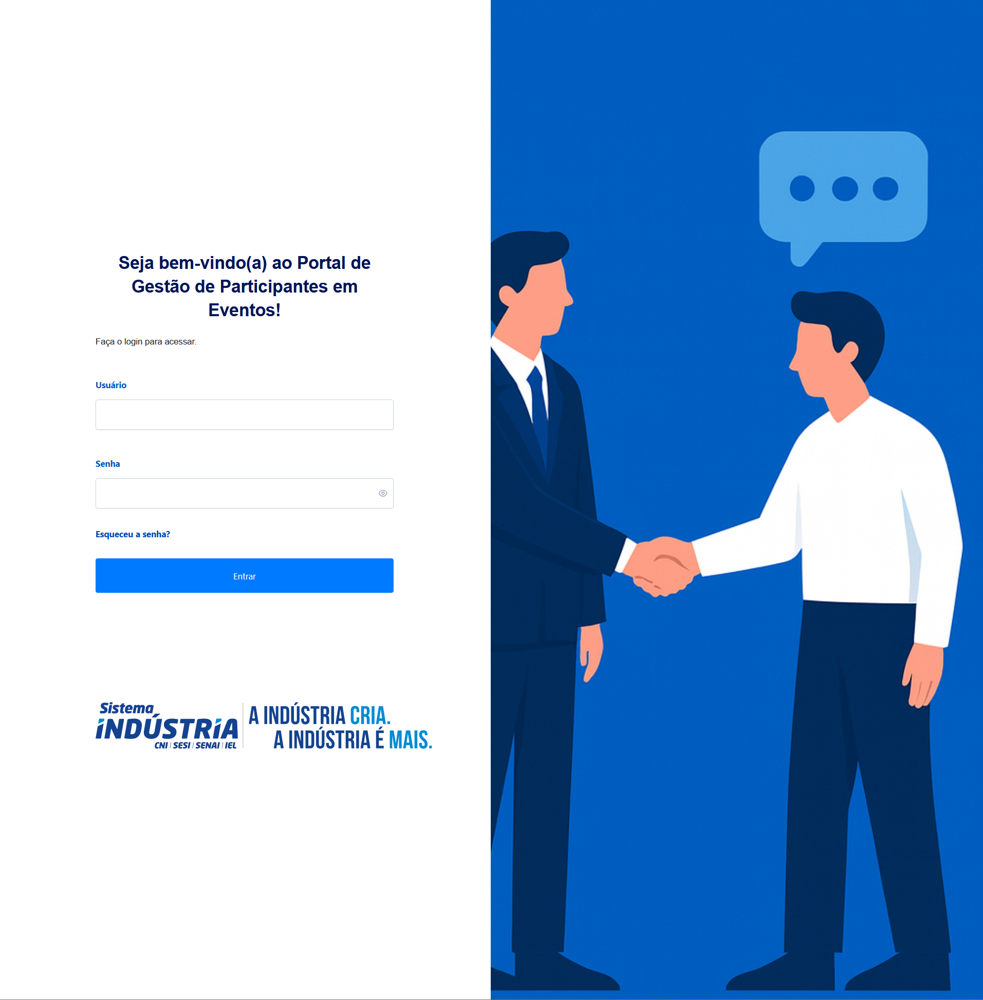 Seja bem-vindo(a) ao Portal de
Gestão de Participantes em
Eventos!
Faça o login para acessar.
Usuário
Senha
Esqueceu a senha?
Entrar
Sistema
INDÚSTRIA
CNI | SESI | SENAI | IEL
A INDÚSTRIA CRIA.
A INDÚSTRIA É MAIS.